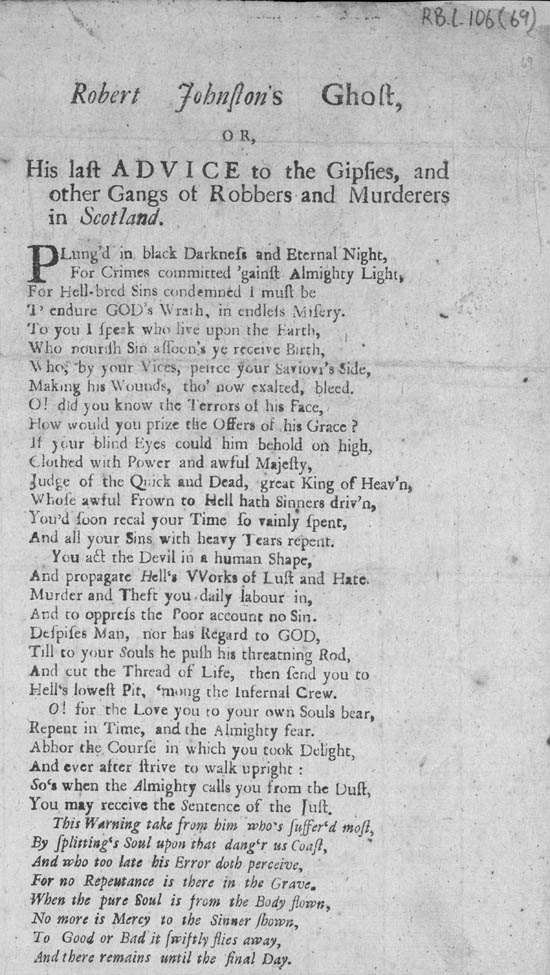 RB.l.106(69)
69
Robert Johnſton's Ghoſt,
OR,
His laſt ADVICE to the Gipſies, and
other Gangs of Robbers and Murderers
in Scotland.
PLung'd in black Darkneſs and Eternal Night,
For Crimes committed 'gainſt Almighty Light,
For Hell-bred Sins condemned I muſt be
T' endure GOD's Wrath, in endleſs Miſery.
To you I ſpeak who live upon the Earth,
Who nouriſh Sin aſſoon's ye receive Birth,
Who, by your Vices, peirce your Saviovr's Side,
Making his Wounds, tho' now exalted, bleed.
O! did you know the Terrors of his Face,
How would you prize the Offers of his Grace ?
If your blind Eyes could him behold on high,
Clothed with Power and awful Majeſty,
Judge of the Quick and Dead, great King of Heav'n,
Whoſe awful Frown to Hell hath Sinners driv'n,
You'd ſoon recal your Time ſo vainly ſpent,
And all your Sins with heavy Tears repent.
You act the Devil in a human Shape,
And propagate Hell's VVorks of Luſt and Hate.
Murder and Theft you daily labour in,
And to oppreſs the Poor account no Sin.
Deſpiſes Man, nor has Regard to GOD,
Till to your Souls he puſh his threatning Rod,
And cut the Thread of Life, then ſend you to
Hell's loweſt Pit, 'mong the Infernal Crew.
O! for the Love you to your own Souls bear,
Repent in Time, and the Almighty fear.
Abhor the Courſe in which you took Delight,
And ever after ſtrive to walk upright :
So's when the Almighty calls you from the Duſt,
You may receive the Sentence of the Juſt.
This Warning take from him who's ſuffer'd moſt,
By ſplitting's Soul upon that dang'r us Coaſt,
And who too late his Error doth perceive,
For no Repeutance is there in the Grave.
When the pure Soul is from the Body flown,
No more is Mercy to the Sinner ſhown,
To Good or Bad it ſwiftly flies away,
And there remains until the final Day.